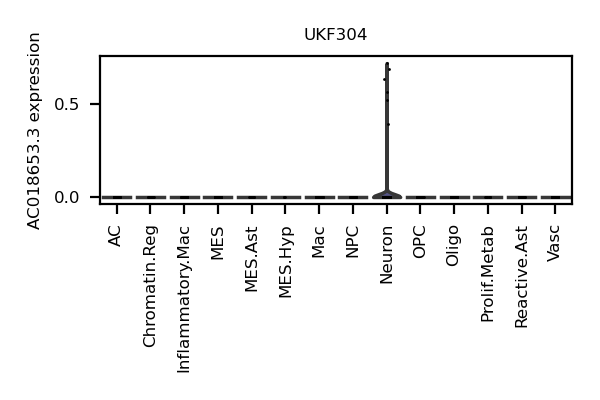 UKF304
AC018653.3 expression
0.5
0.0
AC
Chromatin.Reg
Inflammatory.Mac
MES
MES.Ast
MES.Hyp
Mac
NPC
Neuron
OPC
Oligo
Prolif.Metab
Reactive.Ast
Vasc